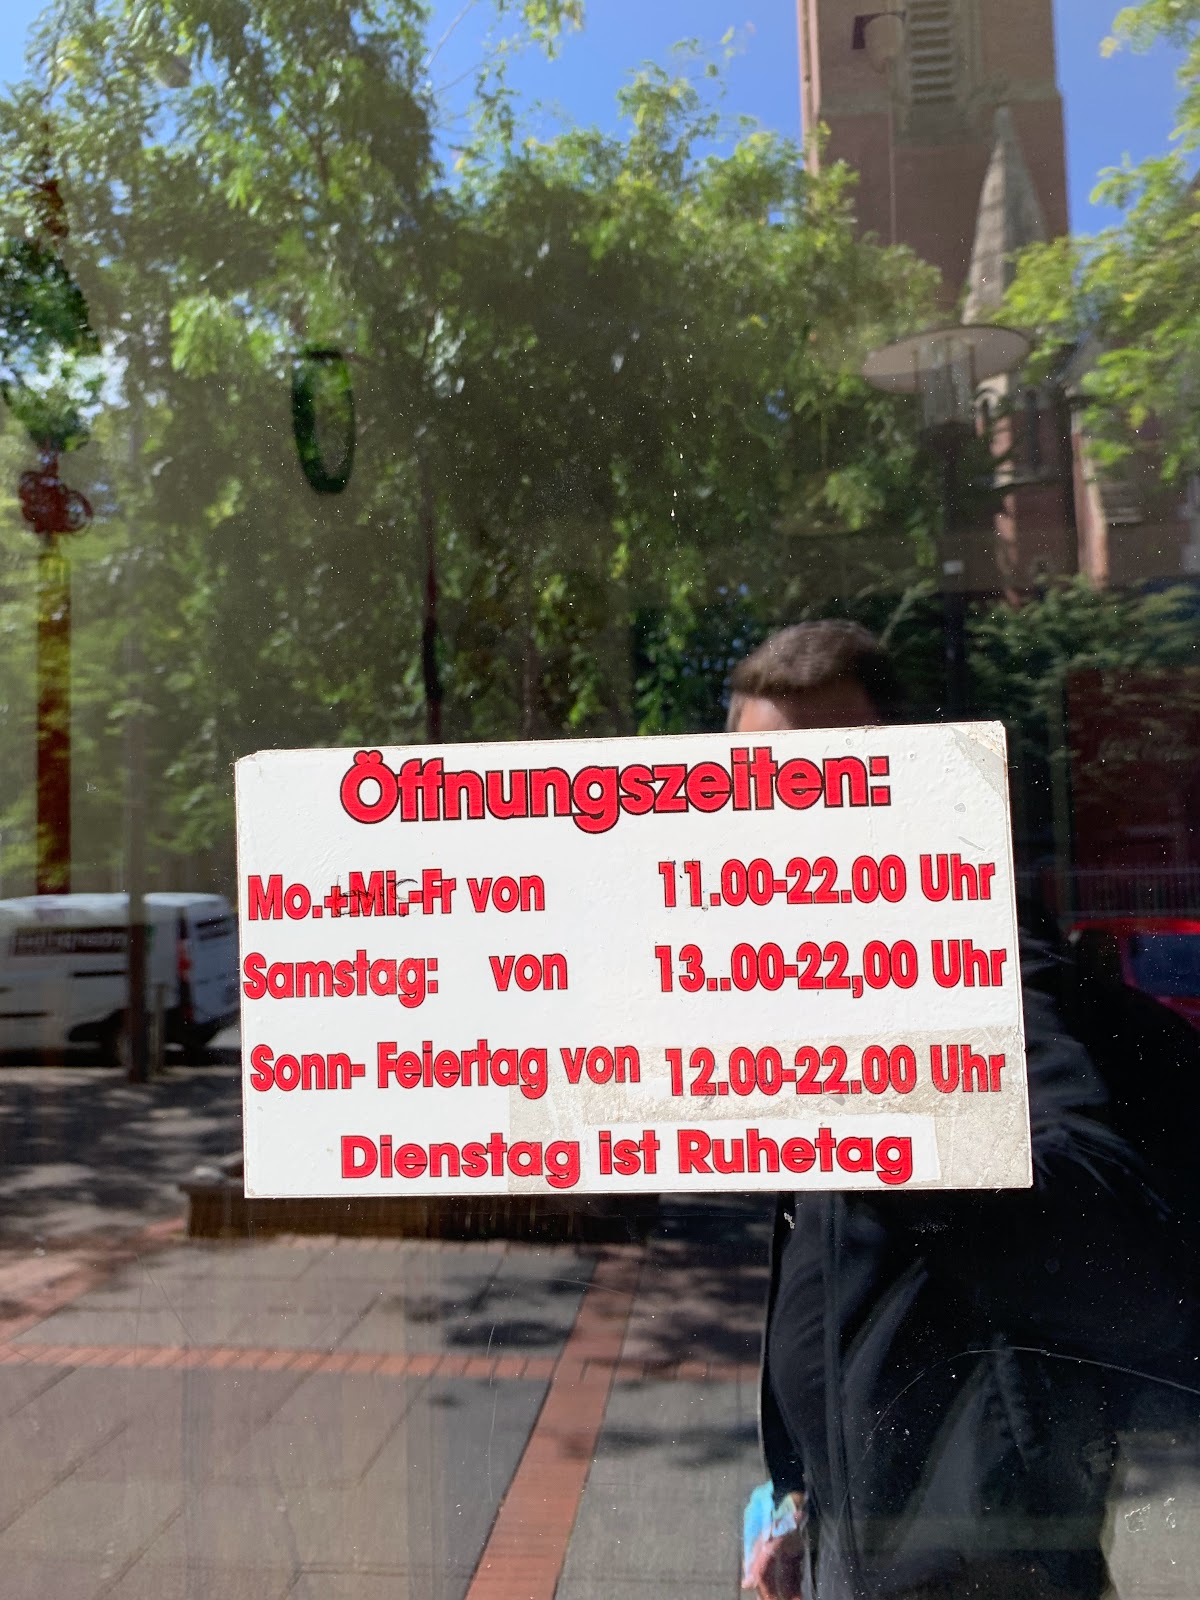 Öffnungszeiten:
Mo.+Mi,-Fr von 11.00-22.00 Uhr
Samstag: von 13..00-22,00 Uhr
Sonn- Feiertag von 12.00-22.00 Uhr
Dienstag ist Ruhetag